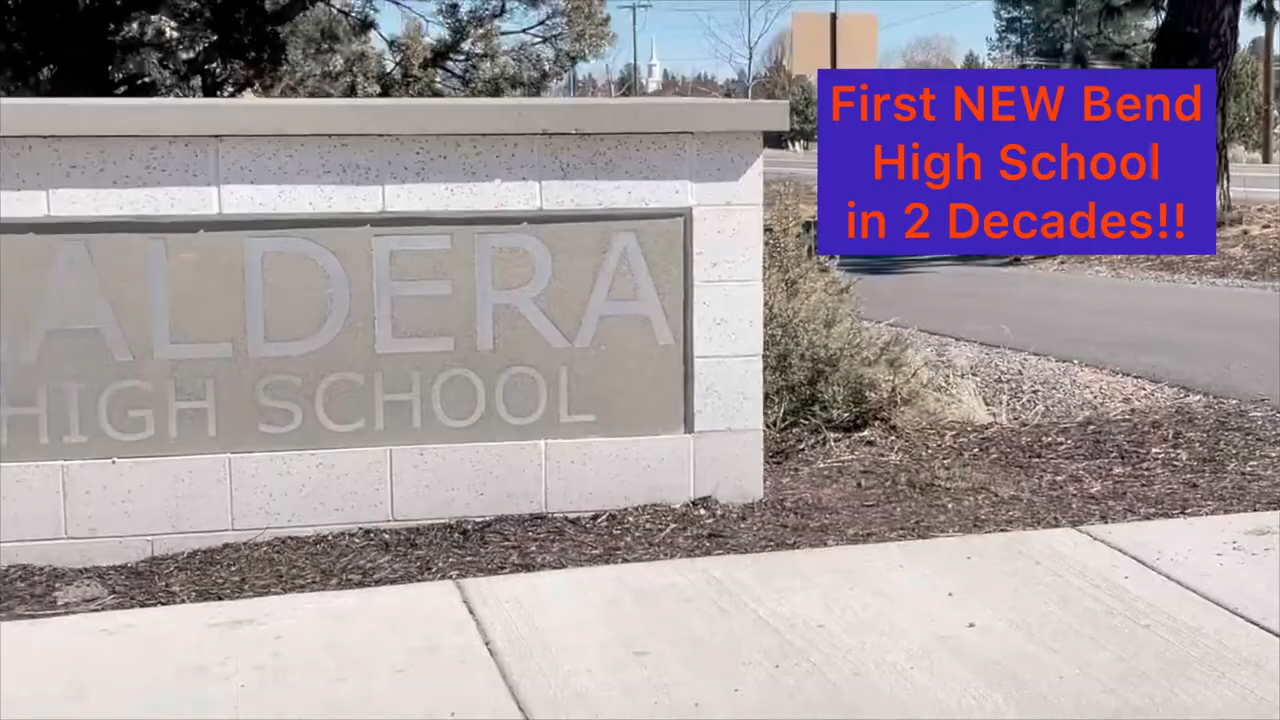 ALDERA
HIGH SCHOOL
First NEW Bend
High School
in 2 Decades!!